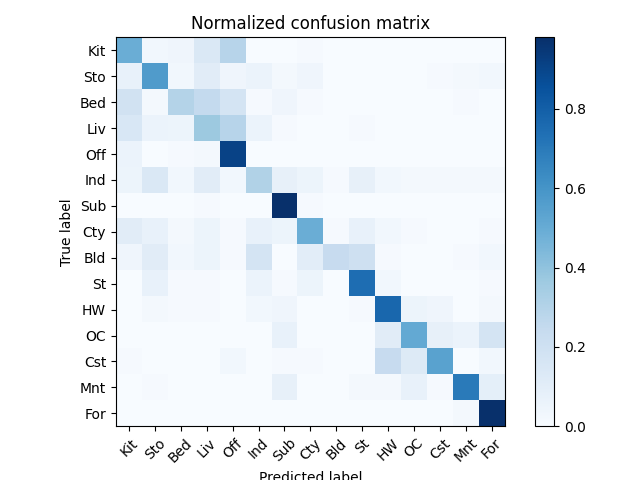 Normalized confusion matrix
Kit
Sto
Bed
Liv
Off
Ind
Sub
Cty
Bld
St
HW
OC
Cst
Mnt
For
True label
Kit Sto Bed Liv Off Ind Sub Cty Bld St HW OC Cst Mnt For
Predicted label
0.8
0.6
0.4
0.2
0.0